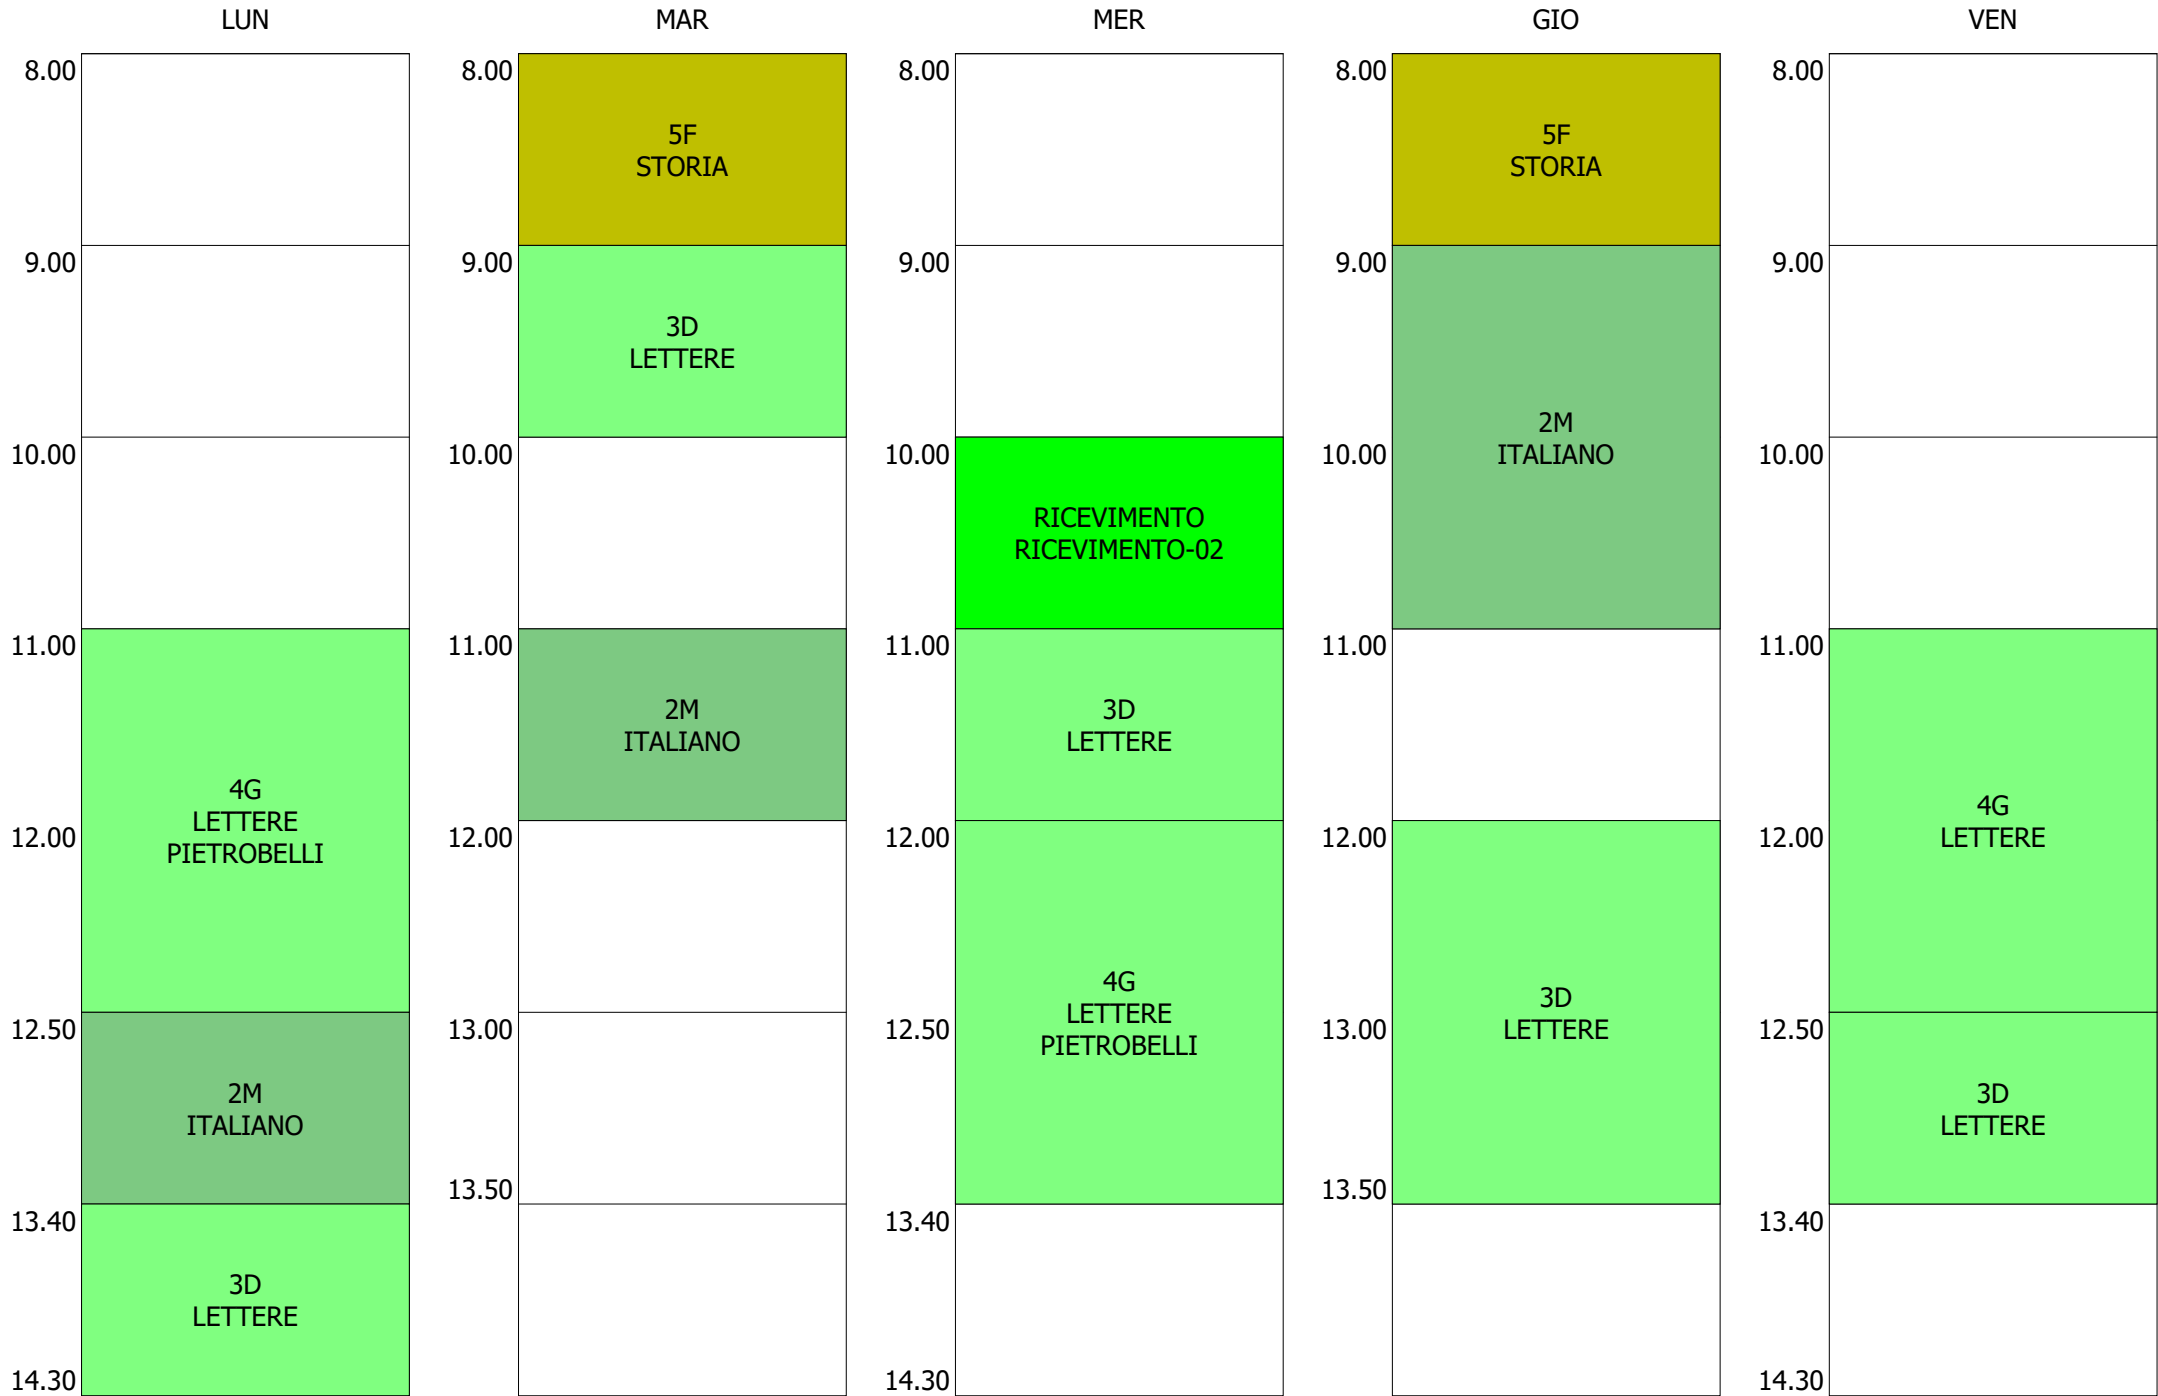 LUN
MAR
MER
GIO
VEN
8.00
9.00
10.00
11.00
4G
LETTERE
PIETROBELLI
12.00
12.50
2M
ITALIANO
13.40
3D
LETTERE
14.30
8.00
5F
STORIA
9.00
3D
LETTERE
10.00
11.00
2M
ITALIANO
12.00
13.00
13.50
8.00
9.00
10.00
RICEVIMENTO
RICEVIMENTO-02
11.00
3D
LETTERE
12.00
4G
LETTERE
PIETROBELLI
12.50
13.40
14.30
8.00
5F
STORIA
9.00
2M
ITALIANO
10.00
11.00
12.00
3D
LETTERE
13.00
13.50
8.00
9.00
10.00
11.00
4G
LETTERE
12.00
12.50
3D
LETTERE
13.40
14.30